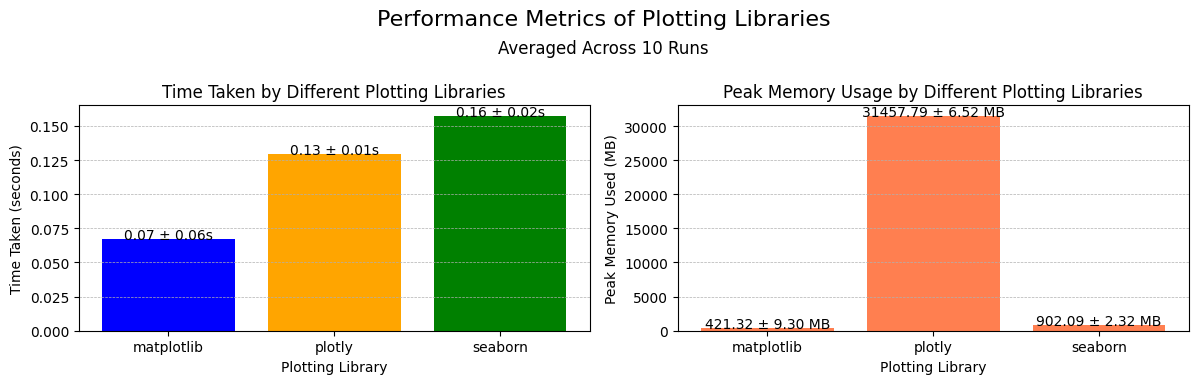 Performance Metrics of Plotting Libraries
Averaged Across 10 Runs
Time Taken by Different Plotting Libraries
Time Taken (seconds)
0.150
0.125
0.100
0.075
0.050
0.025
0.000
0.07 ± 0.06s
0.13 ± 0.01s
0.16 ± 0.02s
matplotlib
plotly
seaborn
Plotting Library
Peak Memory Usage by Different Plotting Libraries
Peak Memory Used (MB)
30000
25000
20000
15000
10000
5000
0
421.32 ± 9.30 MB
31457.79 ± 6.52 MB
902.09 ± 2.32 MB
matplotlib
plotly
seaborn
Plotting Library